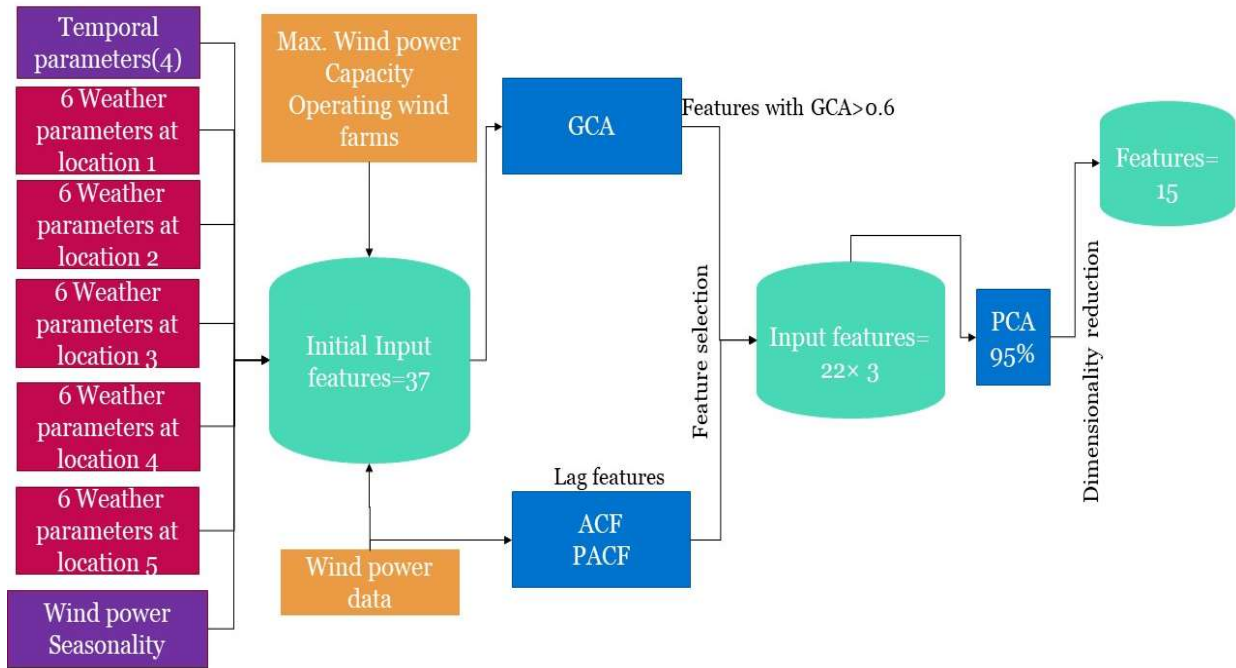 Temporal
parameters(4)
6 Weather
parameters at
location 1
6 Weather
parameters at
location 2
6 Weather
parameters at
location 3
6 Weather
parameters at
location 4
6 Weather
parameters at
location 5
Wind power
Seasonality
Max. Wind power
Capacity
Operating wind
farms
Initial Input
features=37
Wind power
data
GCA
Features with GCA>0.6
Lag features
ACF
PACF
Feature selection
Input features=
22× 3
PCA
95%
Dimensionality reduction
Features=
15